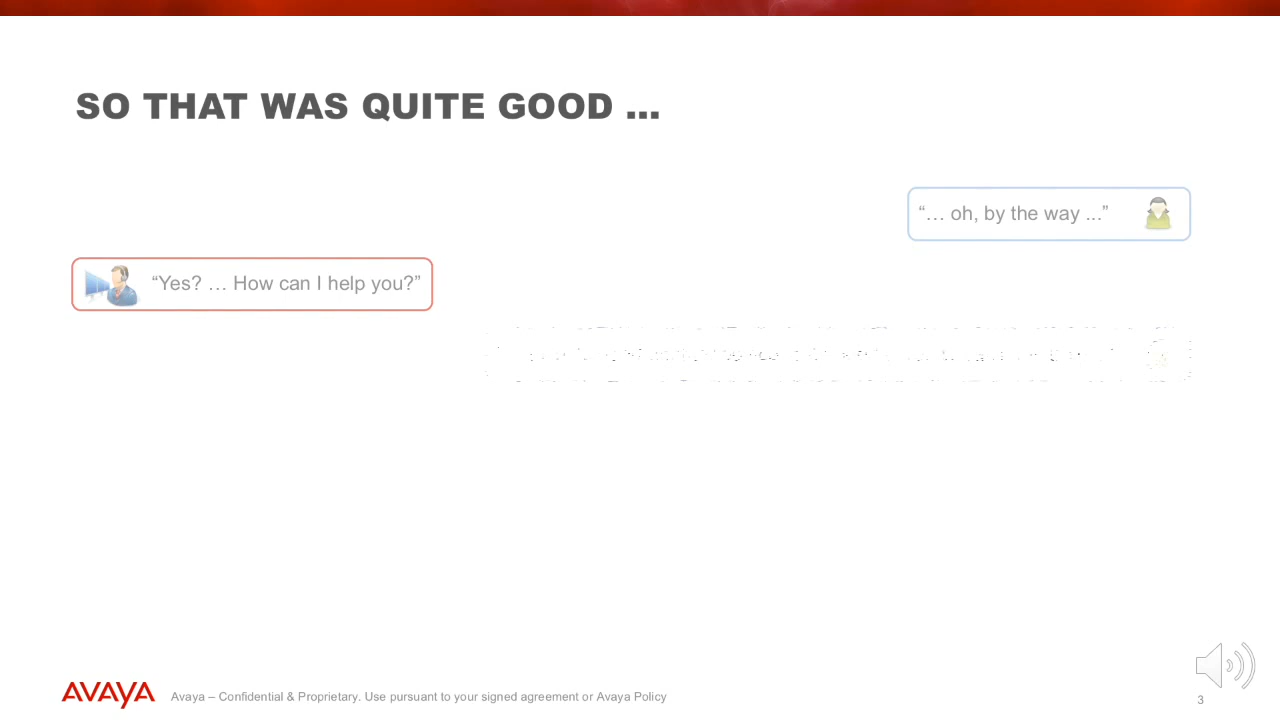 SO THAT WAS QUITE GOOD ...
“… oh, by the way ...”
“Yes? … How can I help you?”
AVAYA
Avaya – Confidential & Proprietary. Use pursuant to your signed agreement or Avaya Policy
3